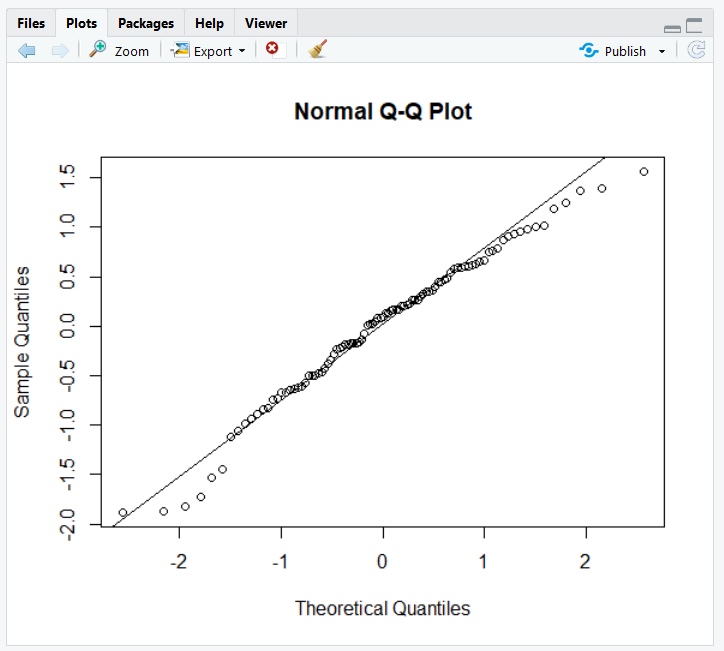 Files Plots Packages Help Viewer
Zoom Export Publish
Normal Q-Q Plot
Sample Quantiles
1.5
1.0
0.5
0.0
-0.5
-1.0
-1.5
-2.0
-2 -1 0 1 2
Theoretical Quantiles